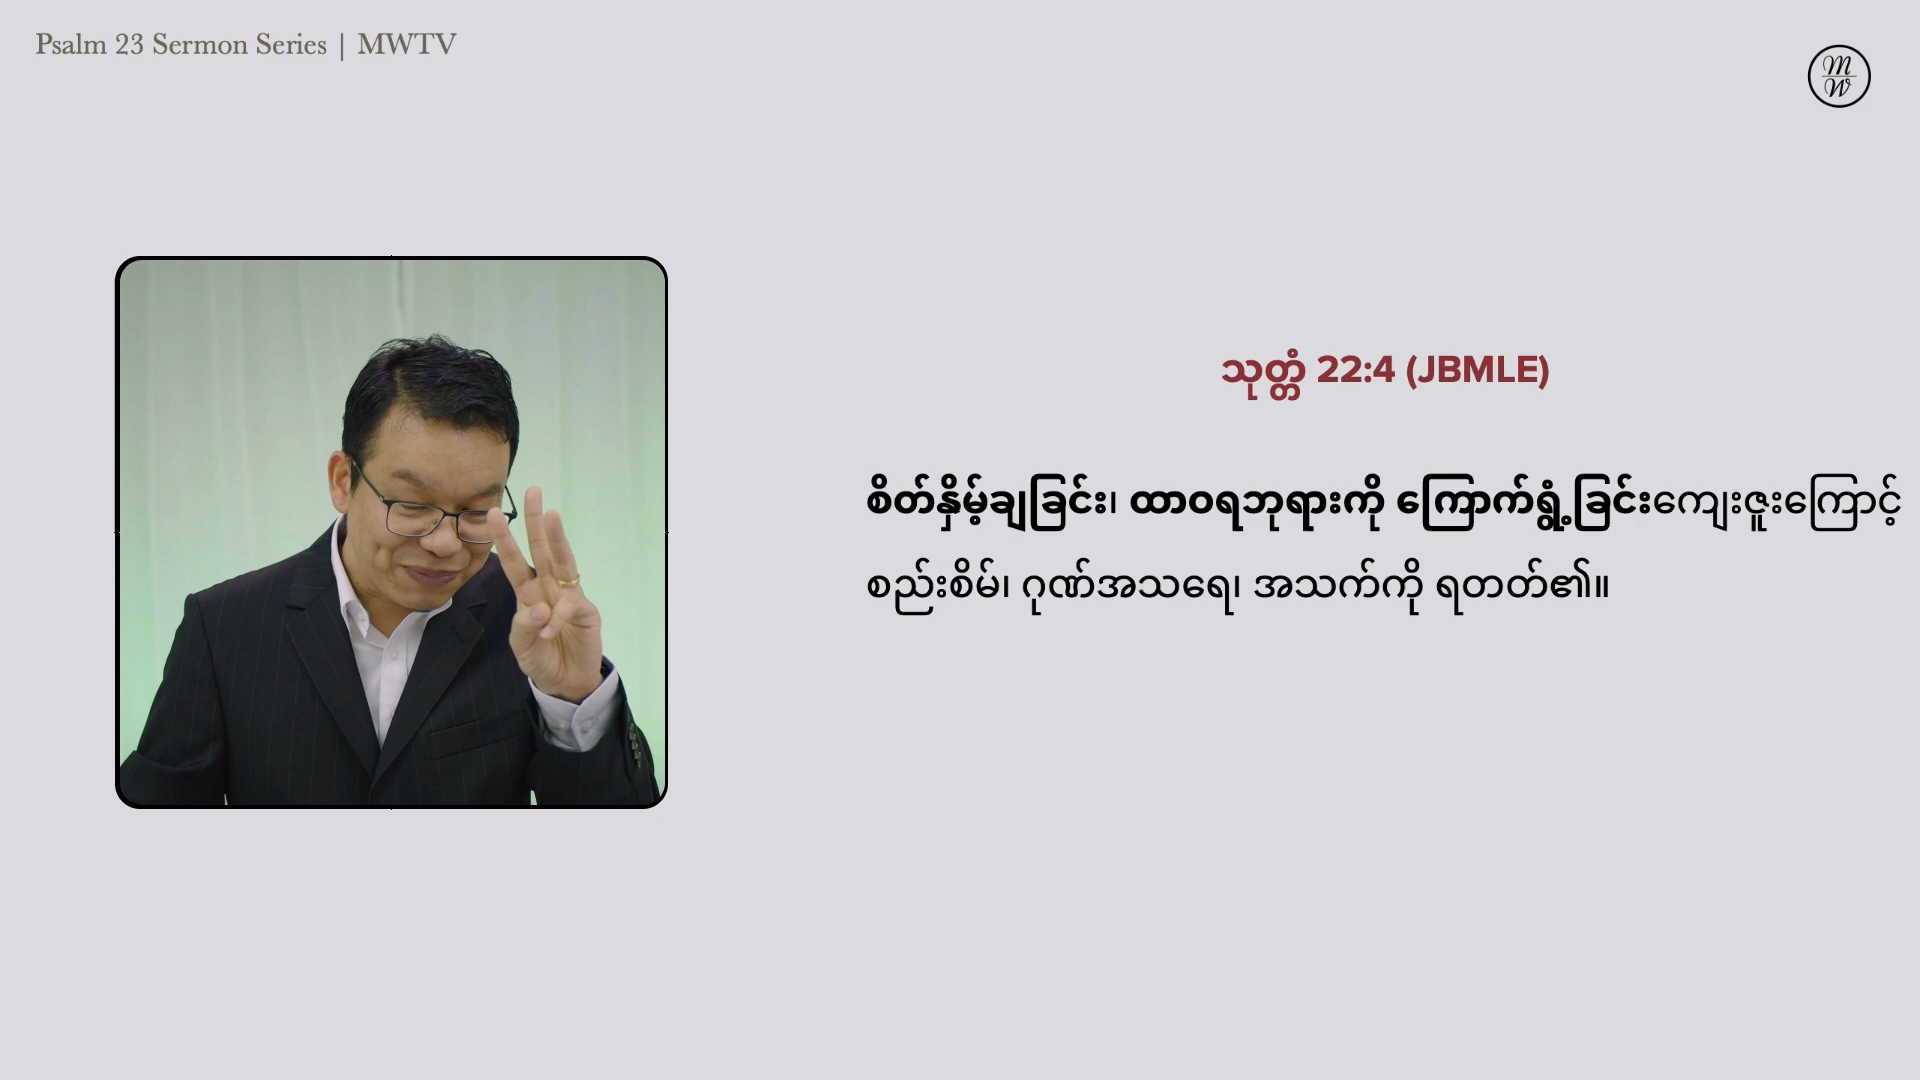 Psalm 23 Sermon Series | MWTV
MW
သုတ္တံ 22:4 (JBMLE)
စိတ်နှိမ့်ချခြင်း၊ ထာဝရဘုရားကို ကြောက်ရွံ့ခြင်းကျေးဇူးကြောင့်
စည်းစိမ်၊ ဂုဏ်အသရေ၊ အသက်ကို ရတတ်၏။